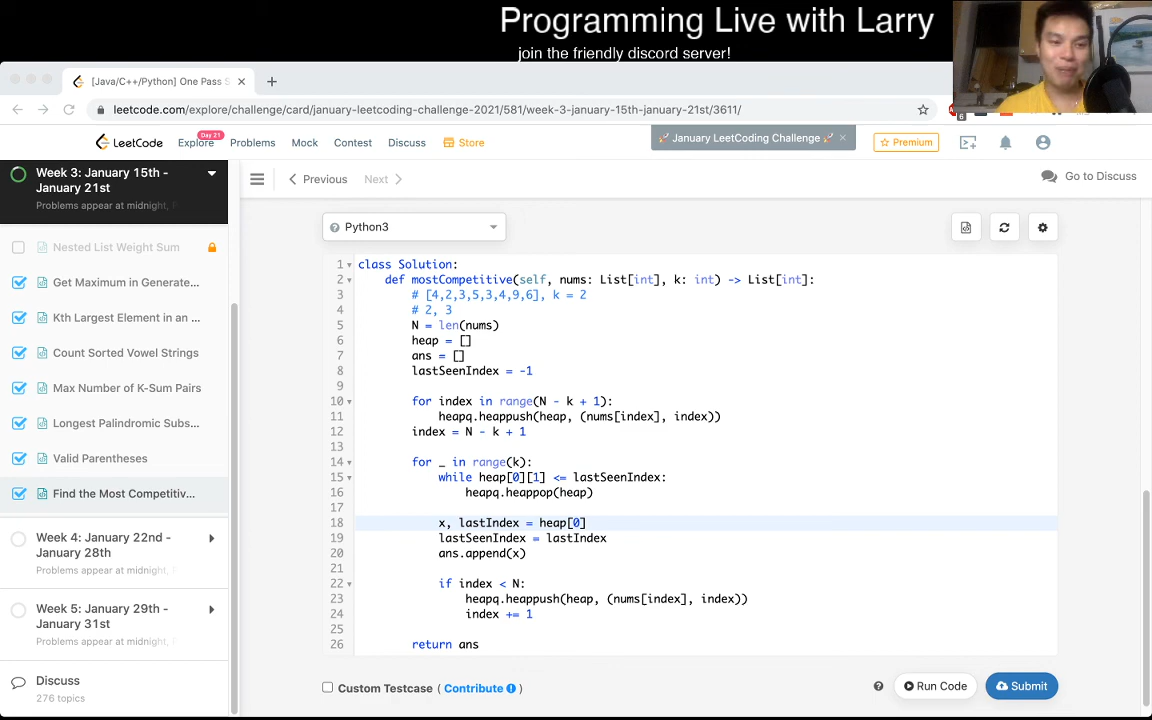 Programming Live with Larry
join the friendly discord server!
[Java/C++/Python] One Pass S
leetcode.com/explore/challenge/card/january-leetcoding-challenge-2021/581/week-3-january-15th-january-21st/3611/
6
LeetCode
Explore
Day 21
Problems
Mock
Contest
Discuss
Store
🚀 January LeetCoding Challenge 🚀
Premium
Week 3: January 15th - January 21st
Problems appear at midnight,
Previous
Next
Go to Discuss
Nested List Weight Sum
Get Maximum in Generate...
Kth Largest Element in an ...
Count Sorted Vowel Strings
Max Number of K-Sum Pairs
Longest Palindromic Subs...
Valid Parentheses
Find the Most Competitiv...
Week 4: January 22nd - January 28th
Problems appear at midnight,
Week 5: January 29th - January 31st
Problems appear at midnight,
Discuss
276 topics
Python3
1 class Solution:
2 def mostCompetitive(self, nums: List[int], k: int) -> List[int]:
3 # [4,2,3,5,3,4,9,6], k = 2
4 # 2, 3
5 N = len(nums)
6 heap = []
7 ans = []
8 lastSeenIndex = -1
9
10 for index in range(N - k + 1):
11 heapq.heappush(heap, (nums[index], index))
12 index = N - k + 1
13
14 for _ in range(k):
15 while heap[0][1] <= lastSeenIndex:
16 heapq.heappop(heap)
17
18 x, lastIndex = heap[0]
19 lastSeenIndex = lastIndex
20 ans.append(x)
21
22 if index < N:
23 heapq.heappush(heap, (nums[index], index))
24 index += 1
25
26 return ans
Custom Testcase ( Contribute )
Run Code
Submit